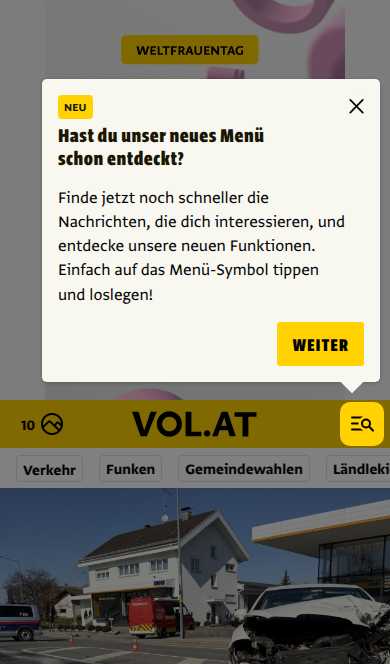 WELTFRAUENTAG
NEU
Hast du unser neues Menü
schon entdeckt?
Finde jetzt noch schneller die
Nachrichten, die dich interessieren, und
entdecke unsere neuen Funktionen.
Einfach auf das Menü-Symbol tippen
und loslegen!
WEITER
10 VOL.AT
Verkehr Funken Gemeindewahlen Ländleki